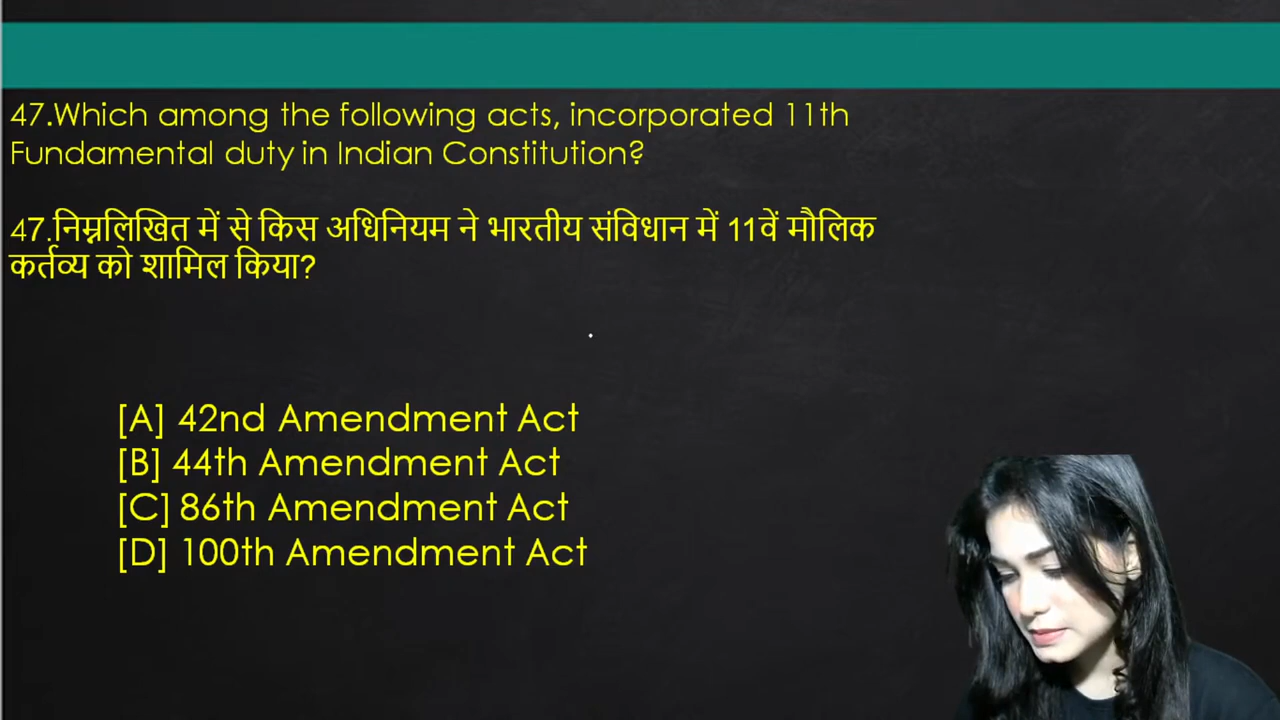 47.Which among the following acts, incorporated 11th
Fundamental duty in Indian Constitution?
47.निम्नलिखित में से किस अधिनियम ने भारतीय संविधान में 11वें मौलिक
कर्तव्य को शामिल किया?
[A] 42nd Amendment Act
[B] 44th Amendment Act
[C] 86th Amendment Act
[D] 100th Amendment Act